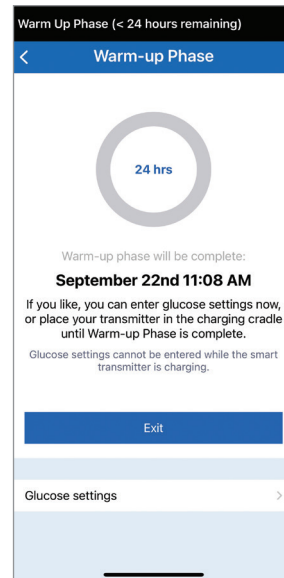 Warm Up Phase (< 24 hours remaining)
Warm-up Phase
24 hrs
Warm-up phase will be complete:
September 22nd 11:08 AM
If you like, you can enter glucose settings now,
or place your transmitter in the charging cradle
until Warm-up Phase is complete.
Glucose settings cannot be entered while the smart
transmitter is charging.
Exit
Glucose settings